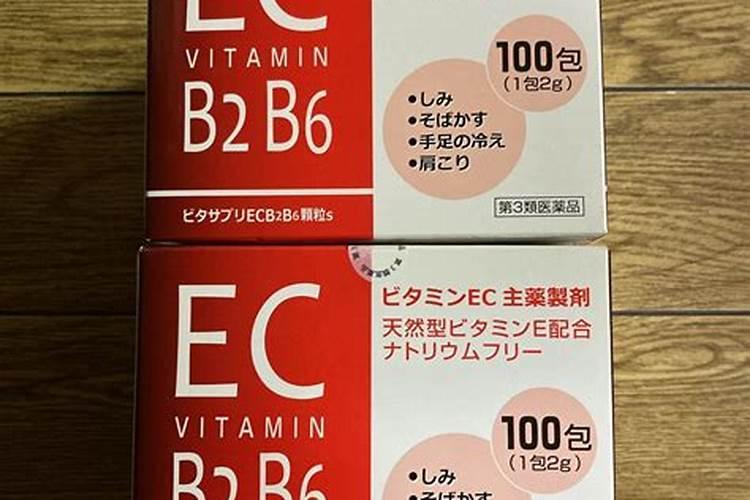 EC
VITAMIN
B2 B6
ビタサプリECB2B6顆粒s
100包
(1包2g)
•しみ
•そばかす
•手足の冷え
•肩こり
第3類医薬品
EC
VITAMIN
B2 B6
ビタミンEC 主薬製剤
天然型ビタミンE配合
ナトリウムフリー
100包
(1包2g)
•しみ
•そばかす